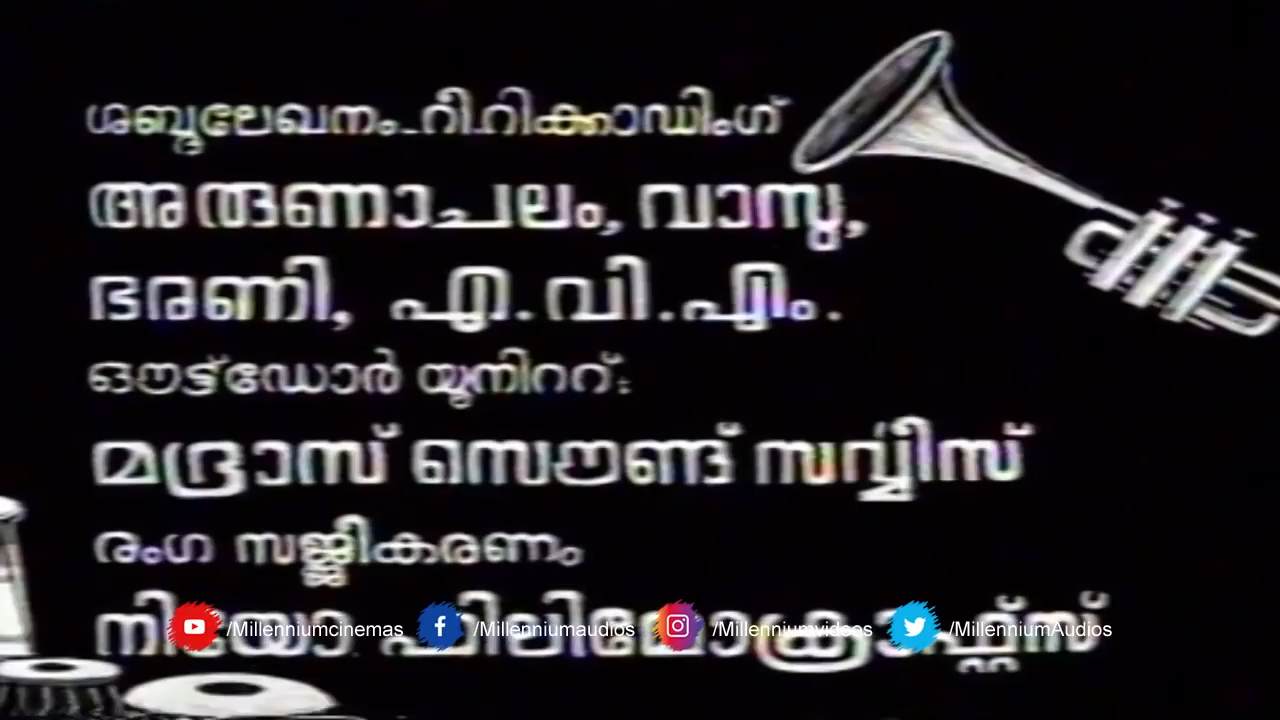 ശബ്ദലേഖനം-റീ-റിക്കാഡിംഗ്
അരുണാചലം, വാസു,
ഭരണി, എ.വി.എം.
ഔട്ട്ഡോർ യൂനിററ്:
മദ്രാസ് സൌണ്ട് സർവ്വീസ്
രംഗ സജ്ജീകരണം
നിയോ ഫിലിമോക്രാഫ്റ്റ്സ്
/Millenniumcinemas /Millenniumaudios /Millenniumvideos /MillenniumAudios